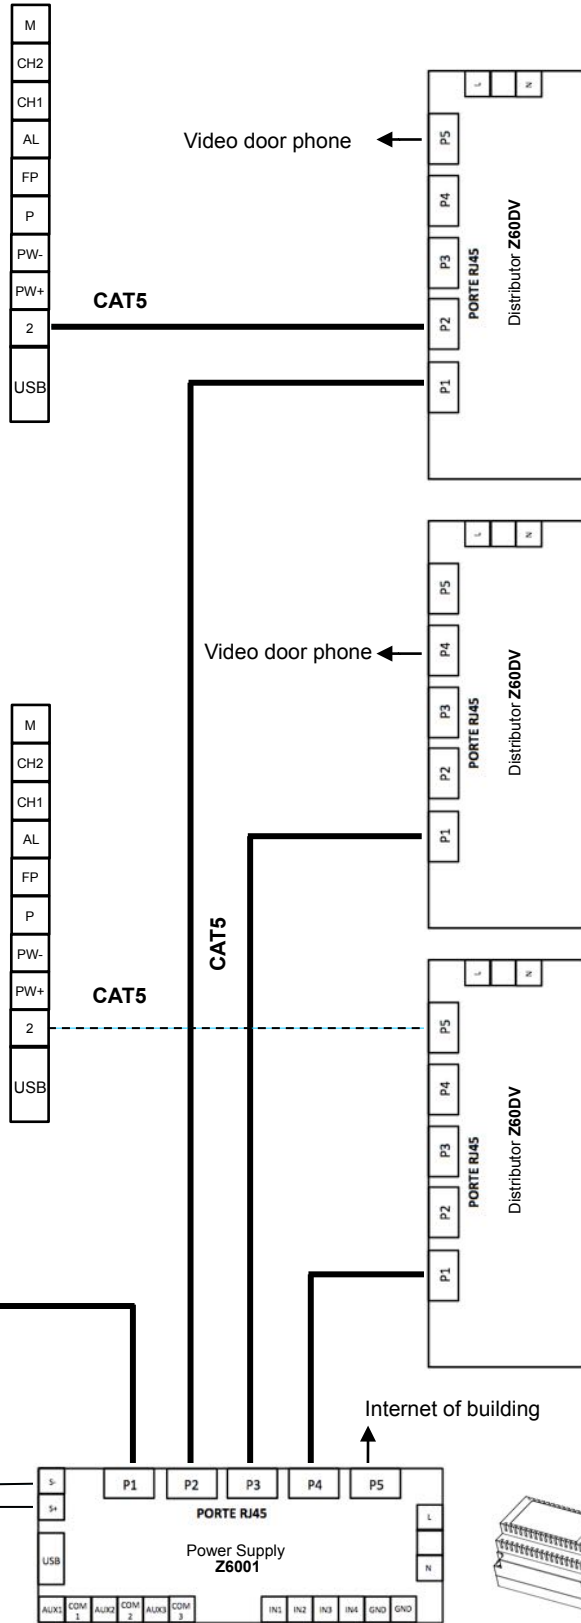 M
CH2
CH1
AL
FP
P
PW-
PW+
2
USB
CAT5
Video door phone
L
N
P5
P4
P3
P2
P1
PORTE RJ45
Distributor Z60DV
Video door phone
L
N
P5
P4
P3
P2
P1
PORTE RJ45
Distributor Z60DV
M
CH2
CH1
AL
FP
P
PW-
PW+
2
USB
CAT5
CAT5
L
N
P5
P4
P3
P2
P1
PORTE RJ45
Distributor Z60DV
Internet of building
S-
S+
USB
P1 P2 P3 P4 P5
PORTE RJ45
Power Supply
Z6001
L
N
AUX1 COM 1 AUX2 COM 2 AUX3 COM 3 IN1 IN2 IN3 IN4 GND GND